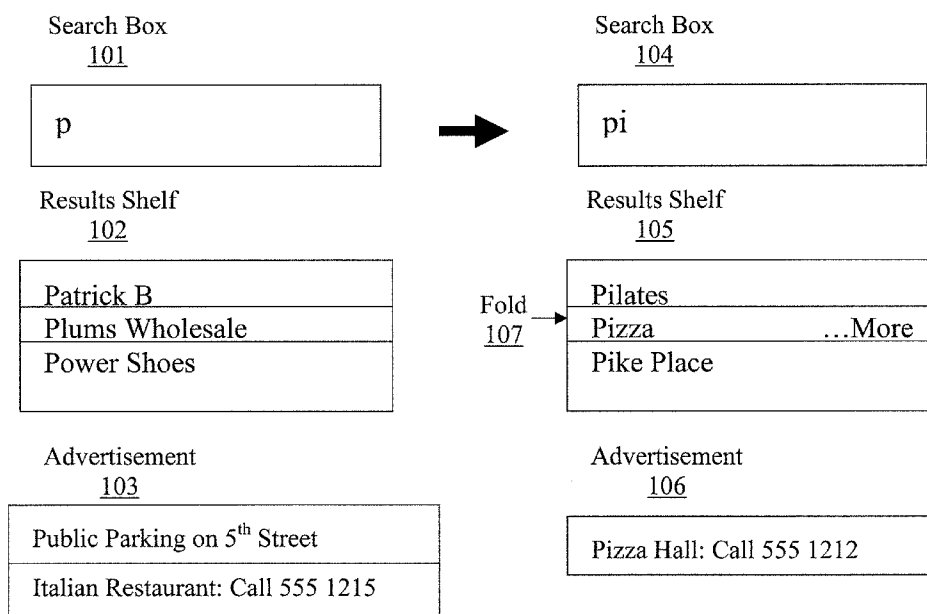 Search Box
101
p
Results Shelf
102
Patrick B
Plums Wholesale
Power Shoes
Advertisement
103
Public Parking on 5th Street
Italian Restaurant: Call 555 1215
Search Box
104
pi
Results Shelf
105
Fold
107
Pilates
Pizza ...More
Pike Place
Advertisement
106
Pizza Hall: Call 555 1212